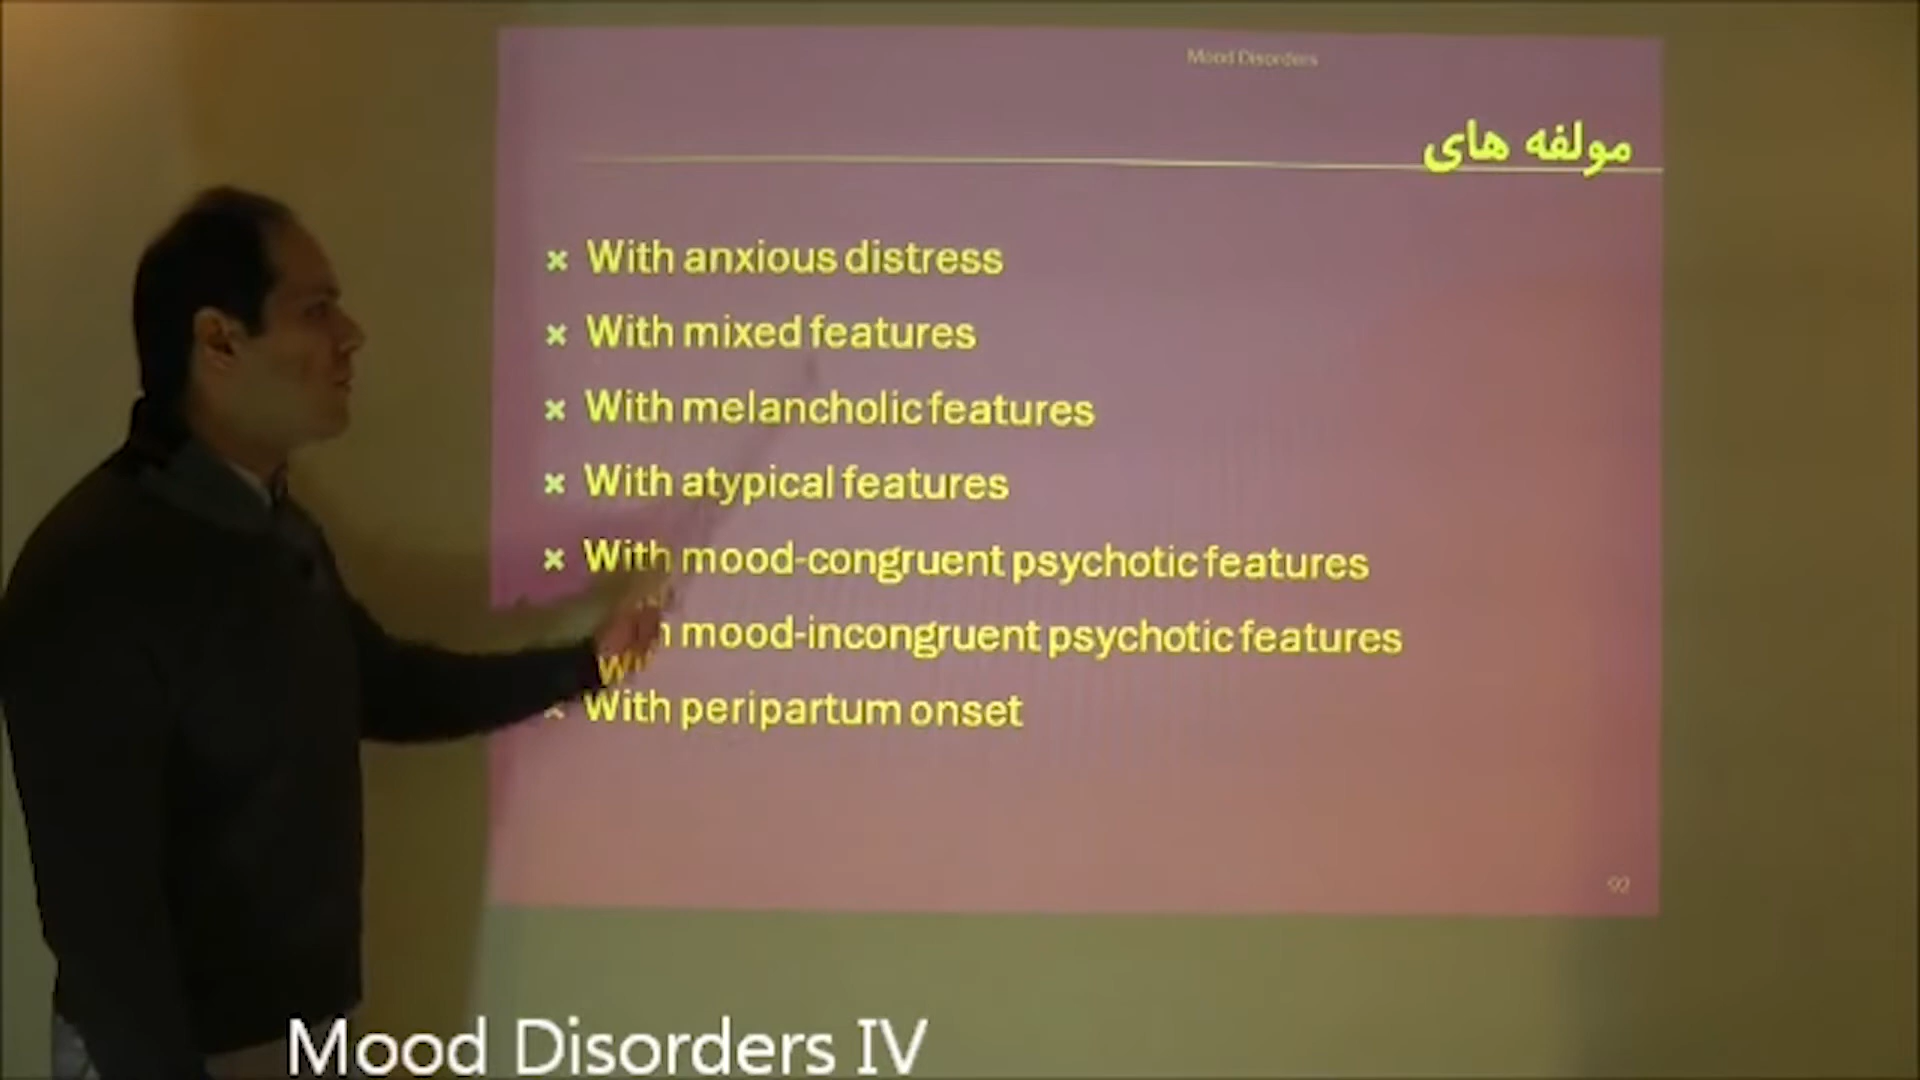 Mood Disorders
مولفه های
× With anxious distress
× With mixed features
× With melancholic features
× With atypical features
× With mood-congruent psychotic features
mood-incongruent psychotic features
× With peripartum onset
92
Mood Disorders IV